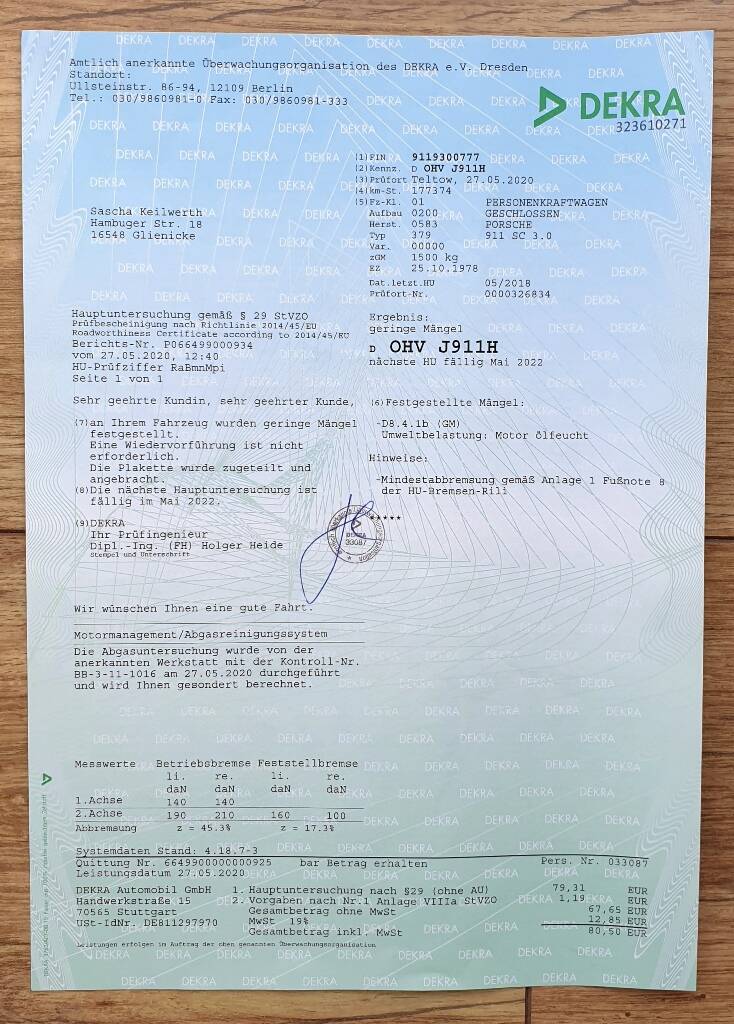 Amtlich anerkannte Überwachungsorganisation des DEKRA e.V. Dresden
Standort:
Ullsteinstr. 86-94, 12109 Berlin
Tel.: 030/9860981-0 Fax: 030/9860981-333
DEKRA
323610271
(1) FIN 9119300777
(2) Kennz. D OHV J911H
(3) Prüfort Teltow, 27.05.2020
(4) km-St. 177374
(5) Fz-Kl. 01 PERSONENKRAFTWAGEN
Aufbau 0200 GESCHLOSSEN
Herst. 0583 PORSCHE
Typ 379 911 SC 3.0
Var. 00000
zGM 1500 kg
EZ 25.10.1978
Dat.letzt.HU 05/2018
Prüfort-Nr. 0000326834
Sascha Keilwerth
Hambuger Str. 18
16548 Glienicke
Hauptuntersuchung gemäß § 29 StVZO
Prüfbescheinigung nach Richtlinie 2014/45/EU
Roadworthiness Certificate according to 2014/45/EU
Berichts-Nr. P066499000934
vom 27.05.2020, 12:40
HU-Prüfziffer RaBmnMpi
Seite 1 von 1
Ergebnis:
geringe Mängel
D OHV J911H
nächste HU fällig Mai 2022
Sehr geehrte Kundin, sehr geehrter Kunde,
(7) an Ihrem Fahrzeug wurden geringe Mängel
festgestellt.
Eine Wiedervorführung ist nicht
erforderlich.
Die Plakette wurde zugeteilt und
angebracht.
(8) Die nächste Hauptuntersuchung ist
fällig im Mai 2022.
(9) DEKRA
Ihr Prüfingenieur
Dipl.-Ing. (FH) Holger Heide
Stempel und Unterschrift
(6) Festgestellte Mängel:
-D8.4.1b (GM)
Umweltbelastung: Motor ölfeucht
Hinweise:
-Mindestabbremsung gemäß Anlage 1 Fußnote 8
der HU-Bremsen-Rili
*****
DEKRA
33087
Wir wünschen Ihnen eine gute Fahrt.
Motormanagement/Abgasreinigungssystem
Die Abgasuntersuchung wurde von der
anerkannten Werkstatt mit der Kontroll-Nr.
BB-3-11-1016 am 27.05.2020 durchgeführt
und wird Ihnen gesondert berechnet.
Messwerte Betriebsbremse Feststellbremse
li. re. li. re.
daN daN daN daN
1.Achse 140 140
2.Achse 190 210 160 100
Abbremsung z = 45.3% z = 17.3%
Systemdaten Stand: 4.18.7-3
Quittung Nr. 6649900000000925 bar Betrag erhalten Pers. Nr. 033087
Leistungsdatum 27.05.2020
DEKRA Automobil GmbH 1. Hauptuntersuchung nach §29 (ohne AU) 79,31 EUR
Handwerkstraße 15 2. Vorgaben nach Nr.1 Anlage VIIIa StVZO 1,19 EUR
70565 Stuttgart Gesamtbetrag ohne MwSt 67,65 EUR
USt-IdNr. DE811297970 MwSt 19% 12,85 EUR
Gesamtbetrag inkl. MwSt 80,50 EUR
Leistungen erfolgen im Auftrag der oben genannten Überwachungsorganisation